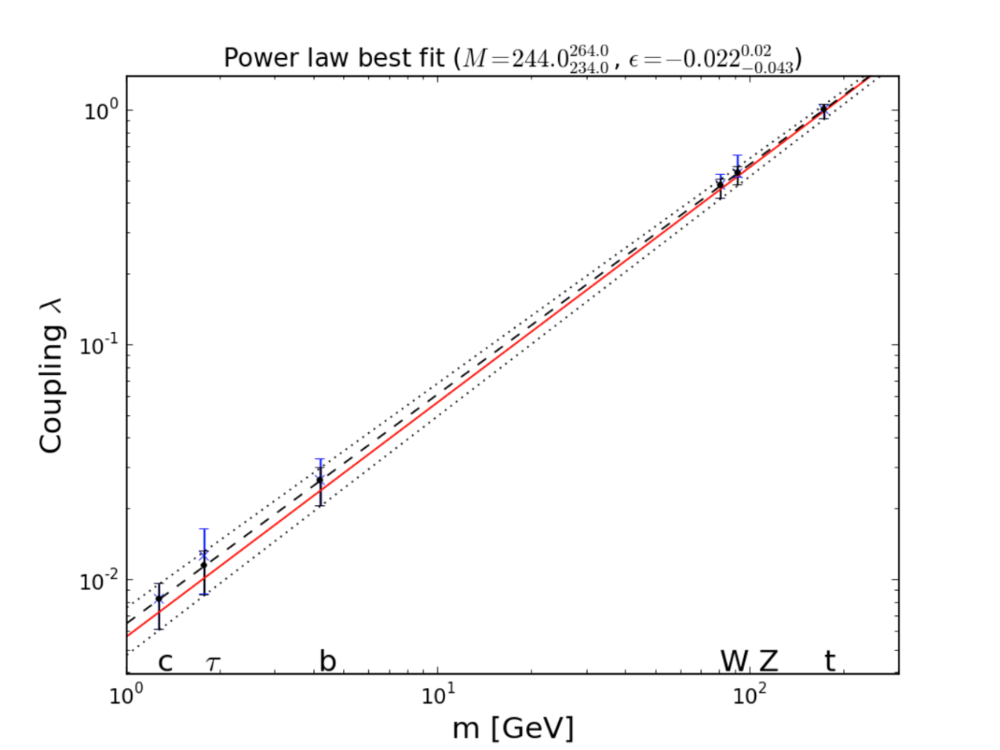 Power law best fit (M=244.0^{264.0}_{234.0}, ϵ=−0.022^{0.02}_{−0.043})
10^0
10^{-1}
10^{-2}
Coupling λ
c τ b W Z t
10^0 10^1 10^2
m [GeV]